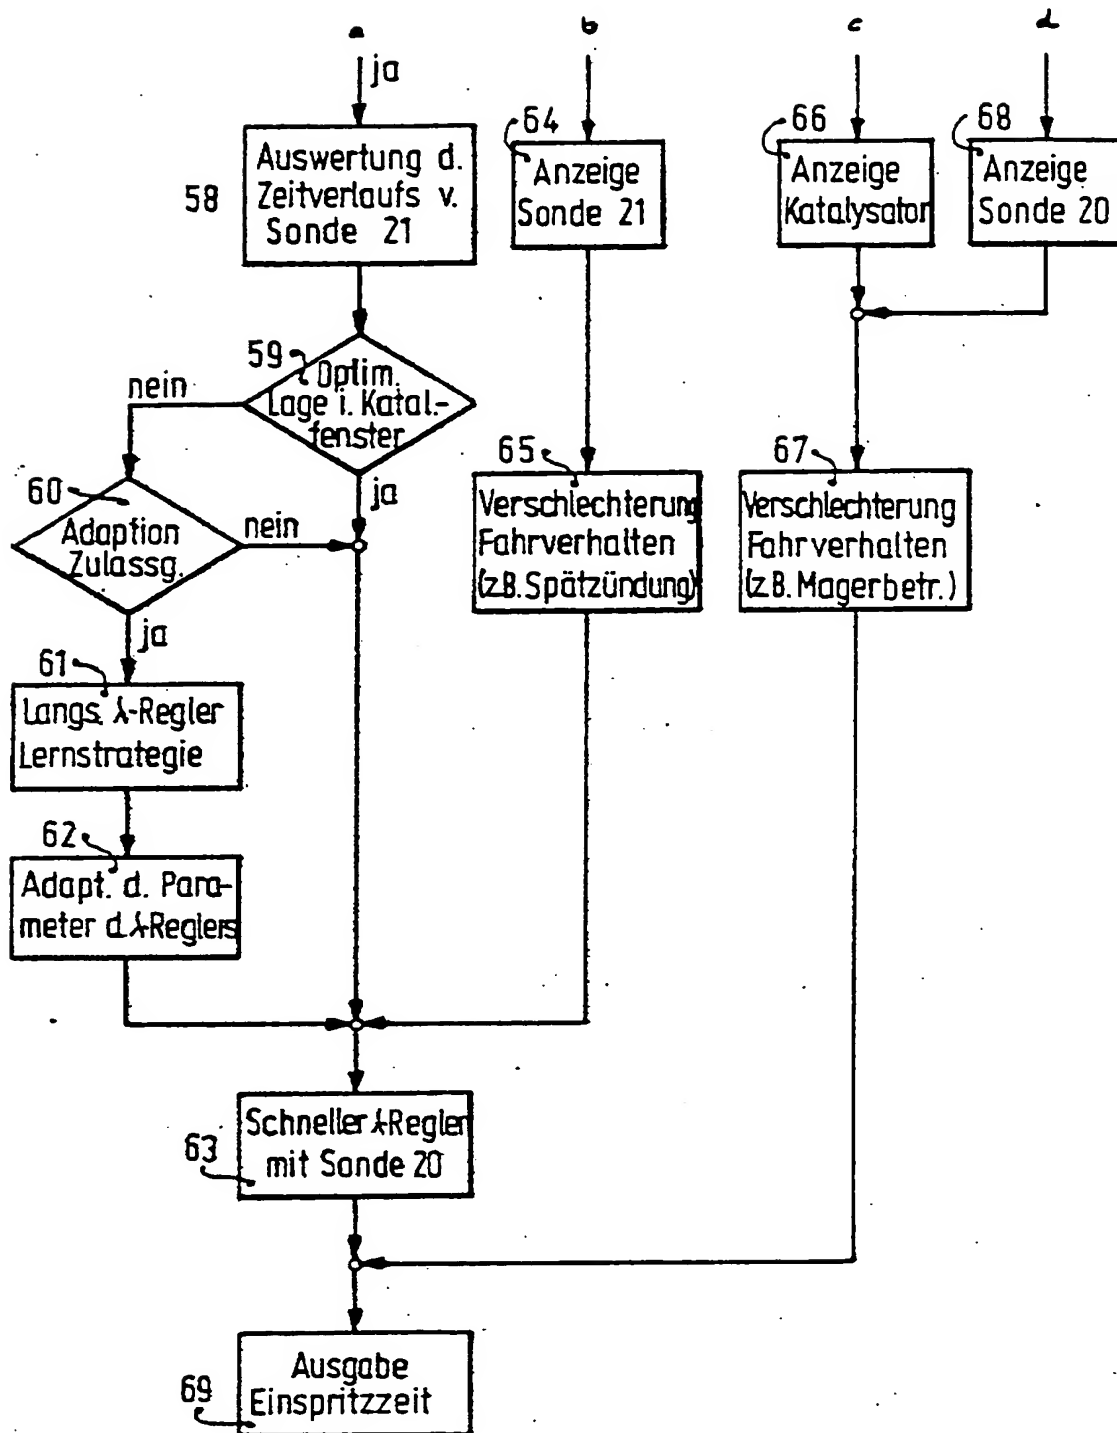 a
b
c
d
ja
58
Auswertung d.
Zeitverlaufs v.
Sonde 21
64
Anzeige
Sonde 21
66
Anzeige
Katalysator
68
Anzeige
Sonde 20
59
Optim.
Lage i. Katal.-
fenster
nein
ja
60
Adaption
Zulassg.
nein
ja
65
Verschlechterung
Fahrverhalten
(z.B. Spätzündung)
67
Verschlechterung
Fahrverhalten
(z.B. Magerbetr.)
61
Langs. λ-Regler
Lernstrategie
62
Adapt. d. Para-
meter d. λ-Reglers
63
Schneller λ-Regler
mit Sonde 20
69
Ausgabe
Einspritzzeit